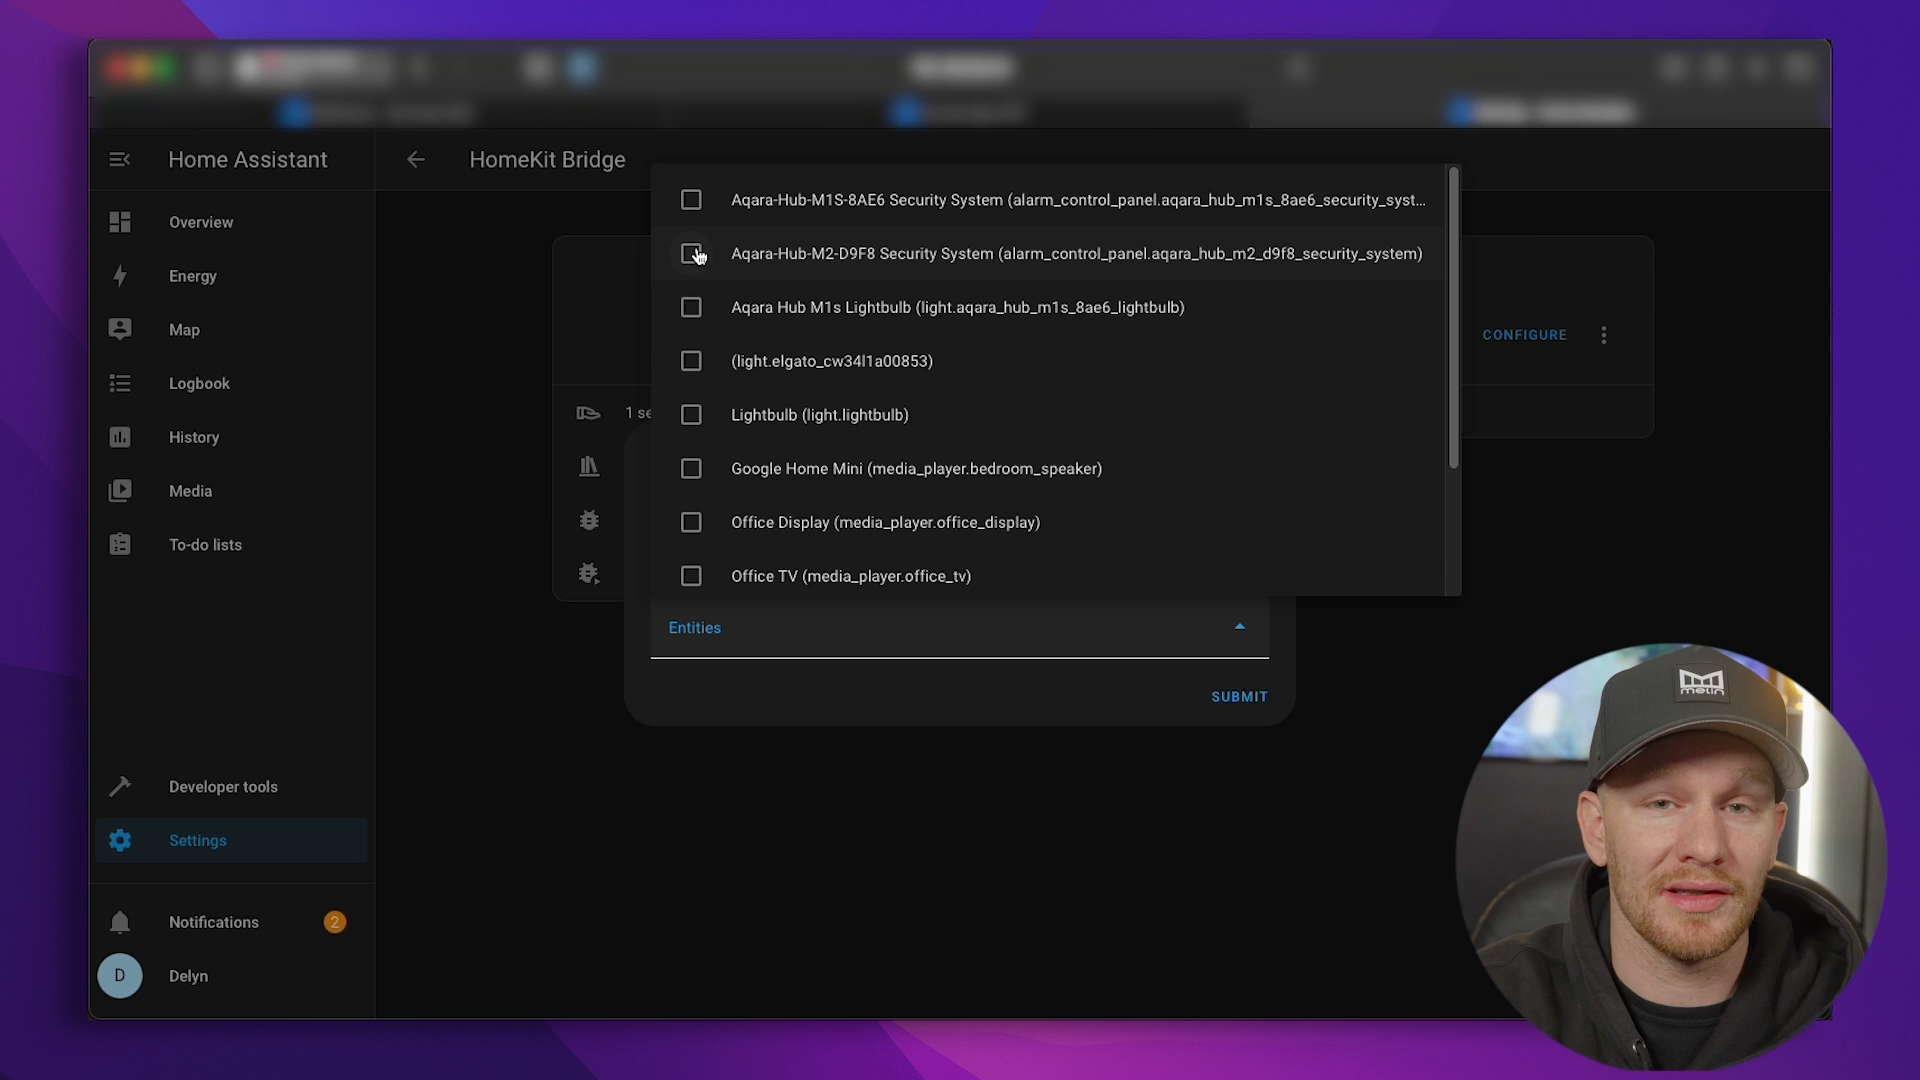 Home Assistant
HomeKit Bridge
Overview
Energy
Map
Logbook
History
Media
To-do lists
Developer tools
Settings
Notifications
2
D
Delyn
Aqara-Hub-M1S-8AE6 Security System (alarm_control_panel.aqara_hub_m1s_8ae6_security_syst...
Aqara-Hub-M2-D9F8 Security System (alarm_control_panel.aqara_hub_m2_d9f8_security_system)
Aqara Hub M1s Lightbulb (light.aqara_hub_m1s_8ae6_lightbulb)
(light.elgato_cw34l1a00853)
Lightbulb (light.lightbulb)
Google Home Mini (media_player.bedroom_speaker)
Office Display (media_player.office_display)
Office TV (media_player.office_tv)
CONFIGURE
1 se
Entities
SUBMIT
melin